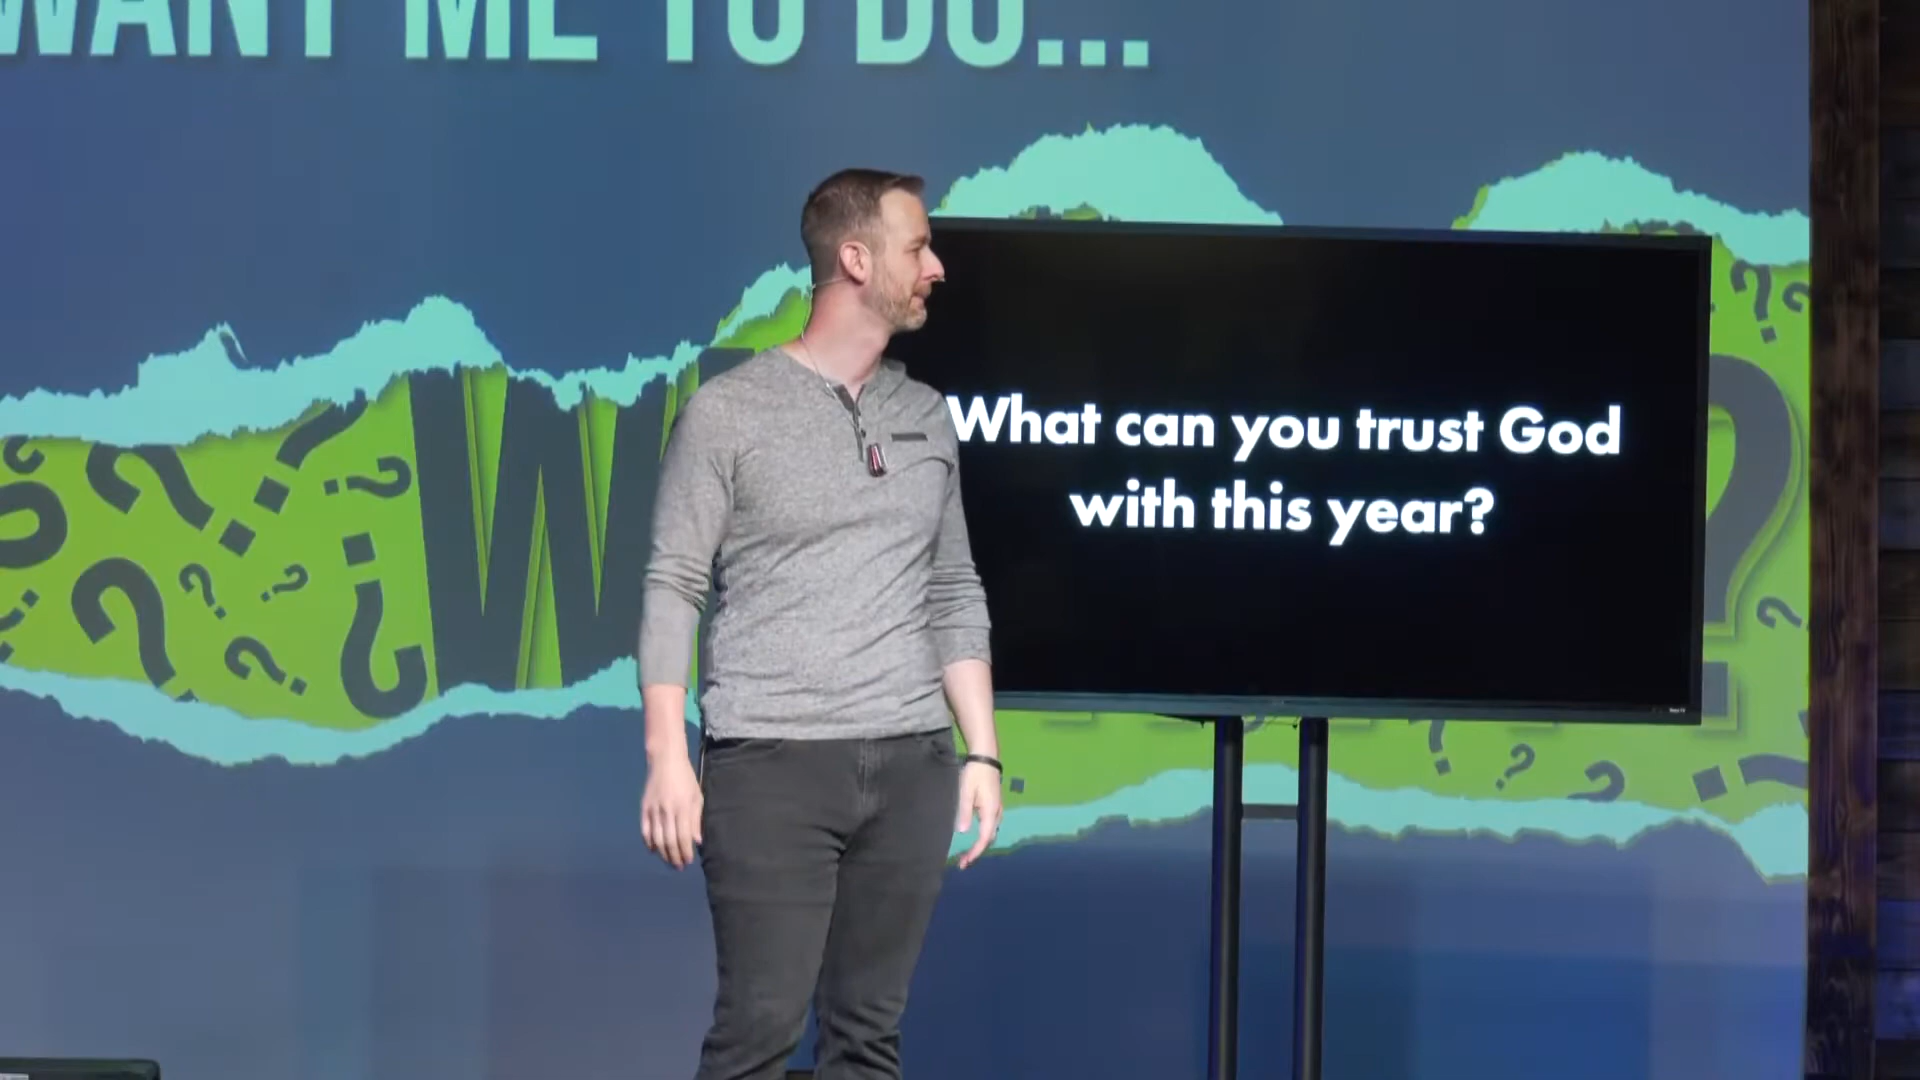 WANT ME TO DO...
W
?
What can you trust God
with this year?